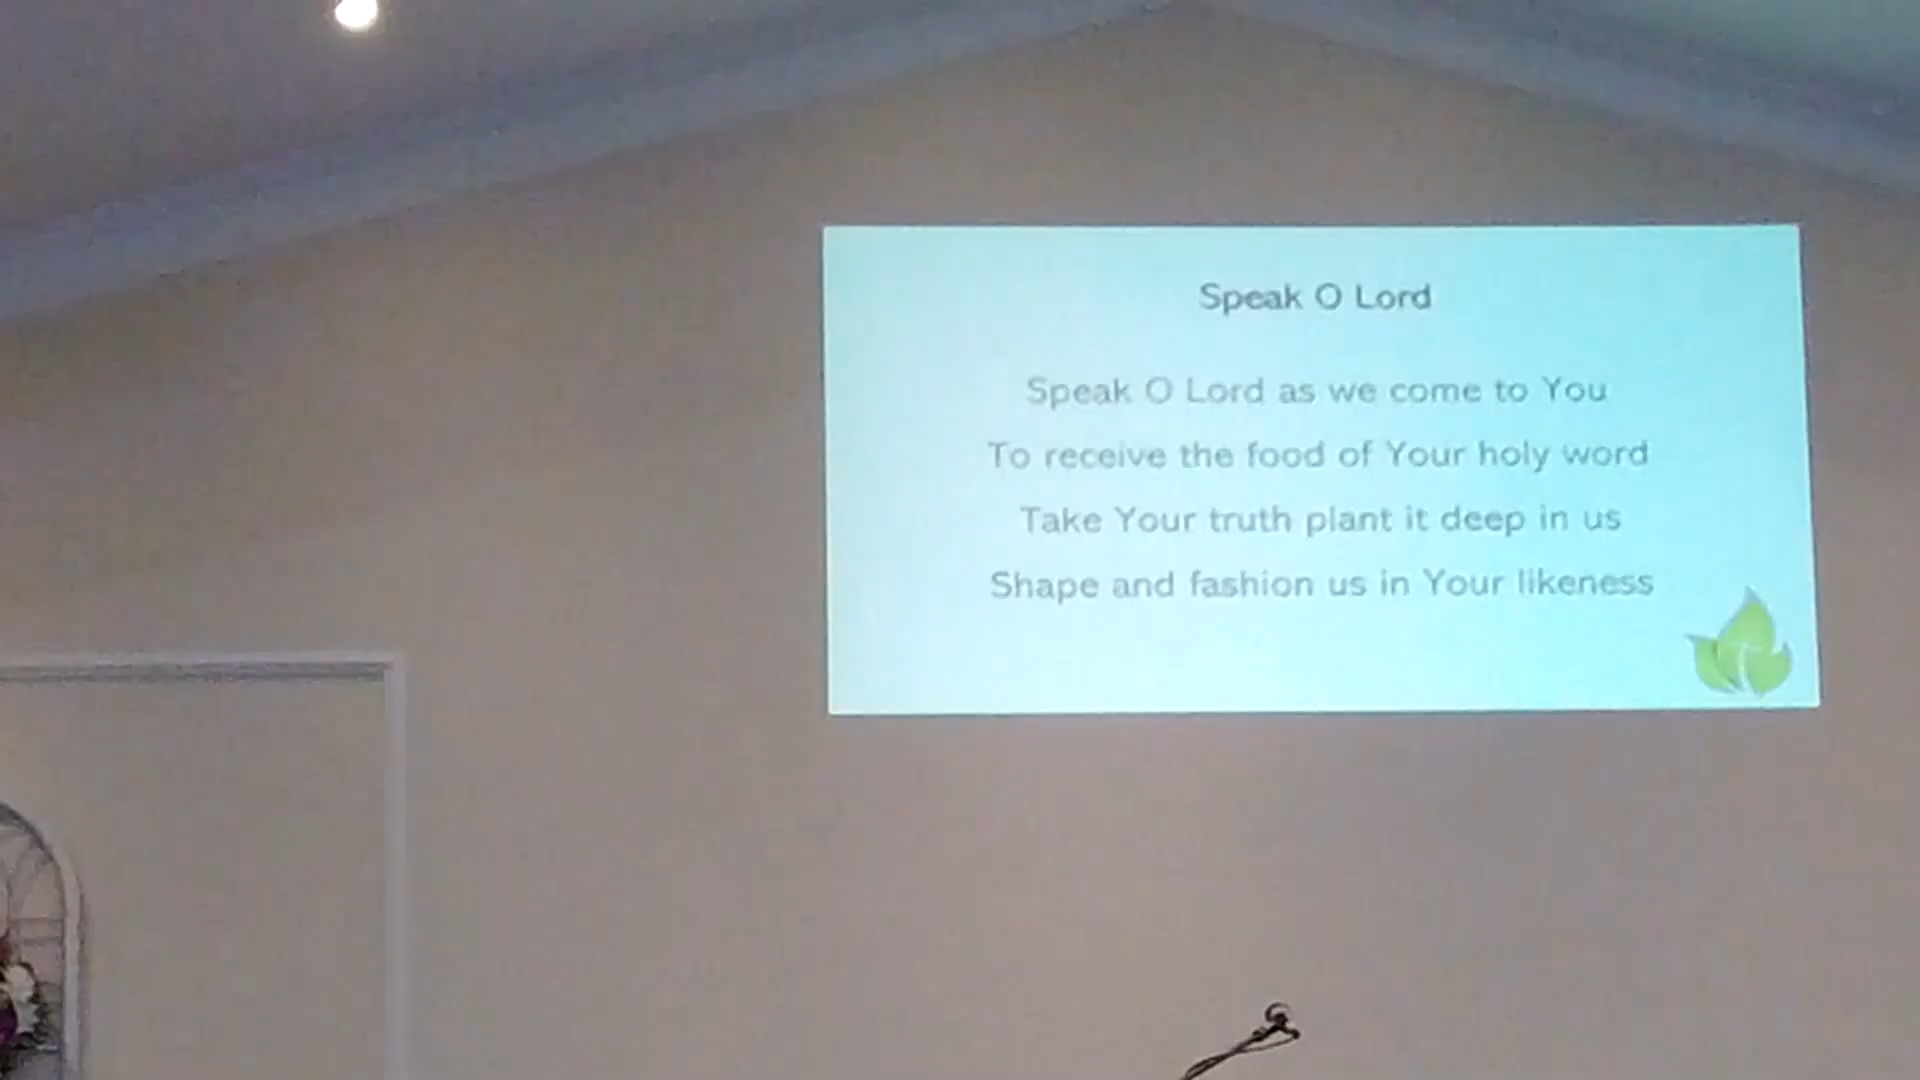 Speak O Lord
Speak O Lord as we come to You
To receive the food of Your holy word
Take Your truth plant it deep in us
Shape and fashion us in Your likeness